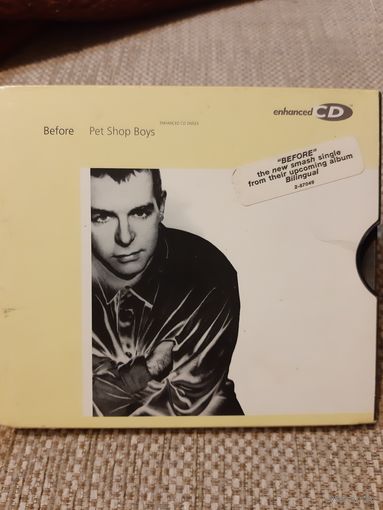 enhanced CD
ENHANCED CD SINGLE
Before Pet Shop Boys
"BEFORE"
the new smash single
from their upcoming album
Bilingual
2-87049